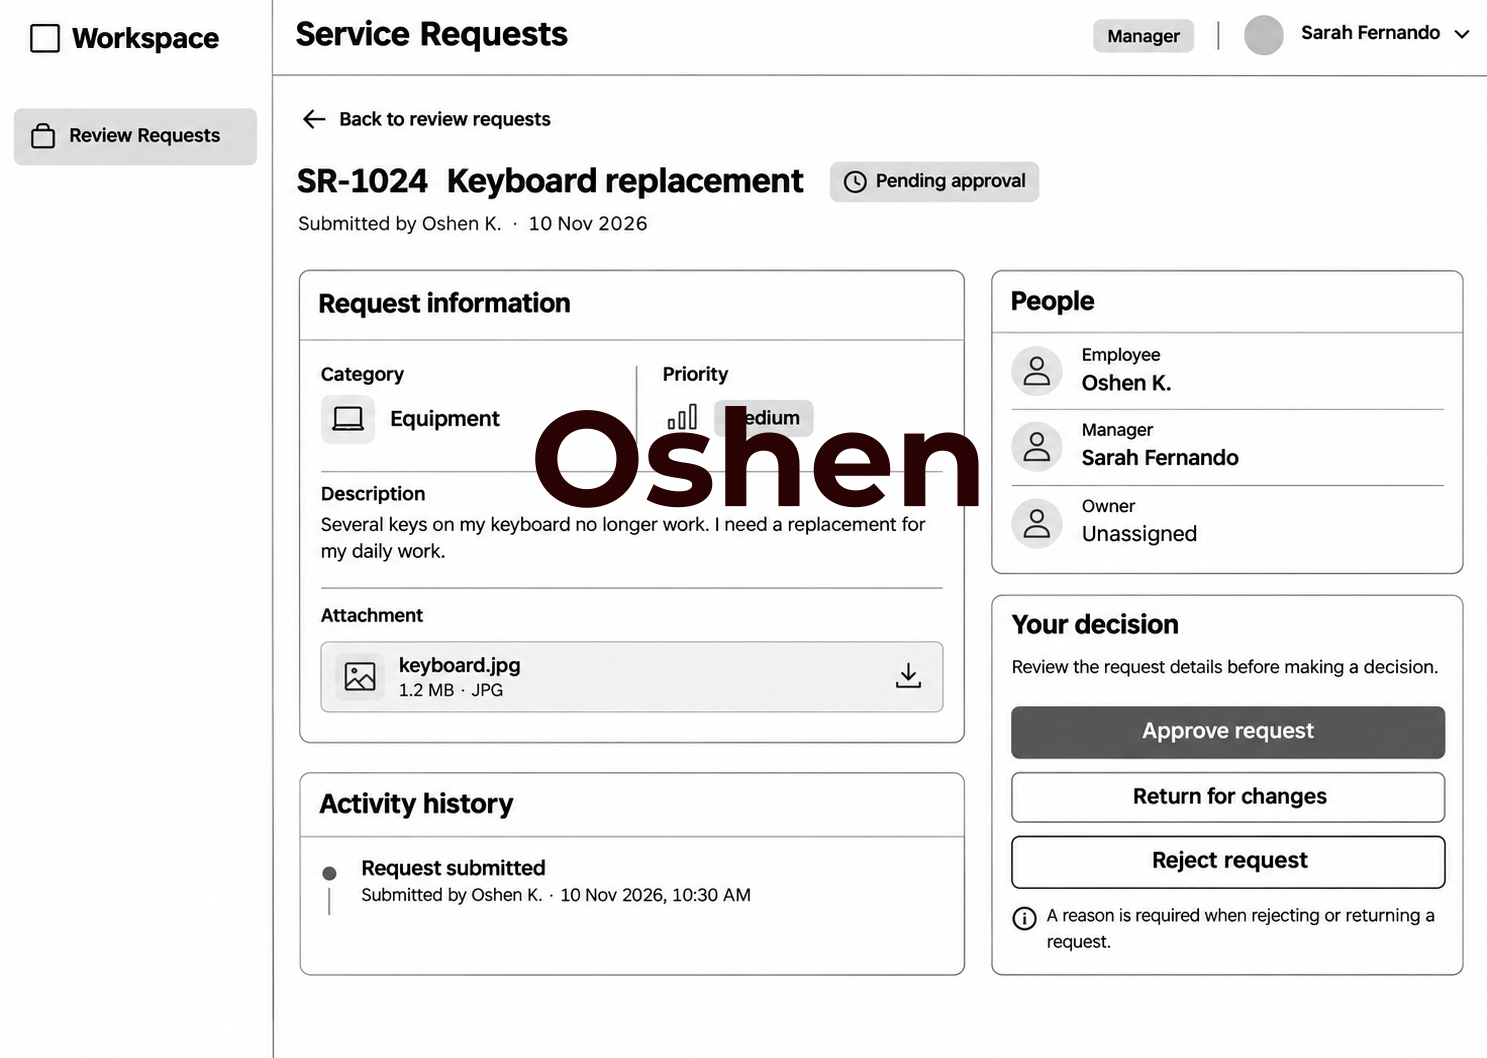 Workspace
Service Requests
Manager
Sarah Fernando
Review Requests
Back to review requests
SR-1024 Keyboard replacement
Pending approval
Submitted by Oshen K. · 10 Nov 2026
Request information
Category
Equipment
Priority
Oshen
Description
Several keys on my keyboard no longer work. I need a replacement for
my daily work.
Attachment
keyboard.jpg
1.2 MB · JPG
Activity history
Request submitted
Submitted by Oshen K. · 10 Nov 2026, 10:30 AM
People
Employee
Oshen K.
Manager
Sarah Fernando
Owner
Unassigned
Your decision
Review the request details before making a decision.
Approve request
Return for changes
Reject request
A reason is required when rejecting or returning a
request.